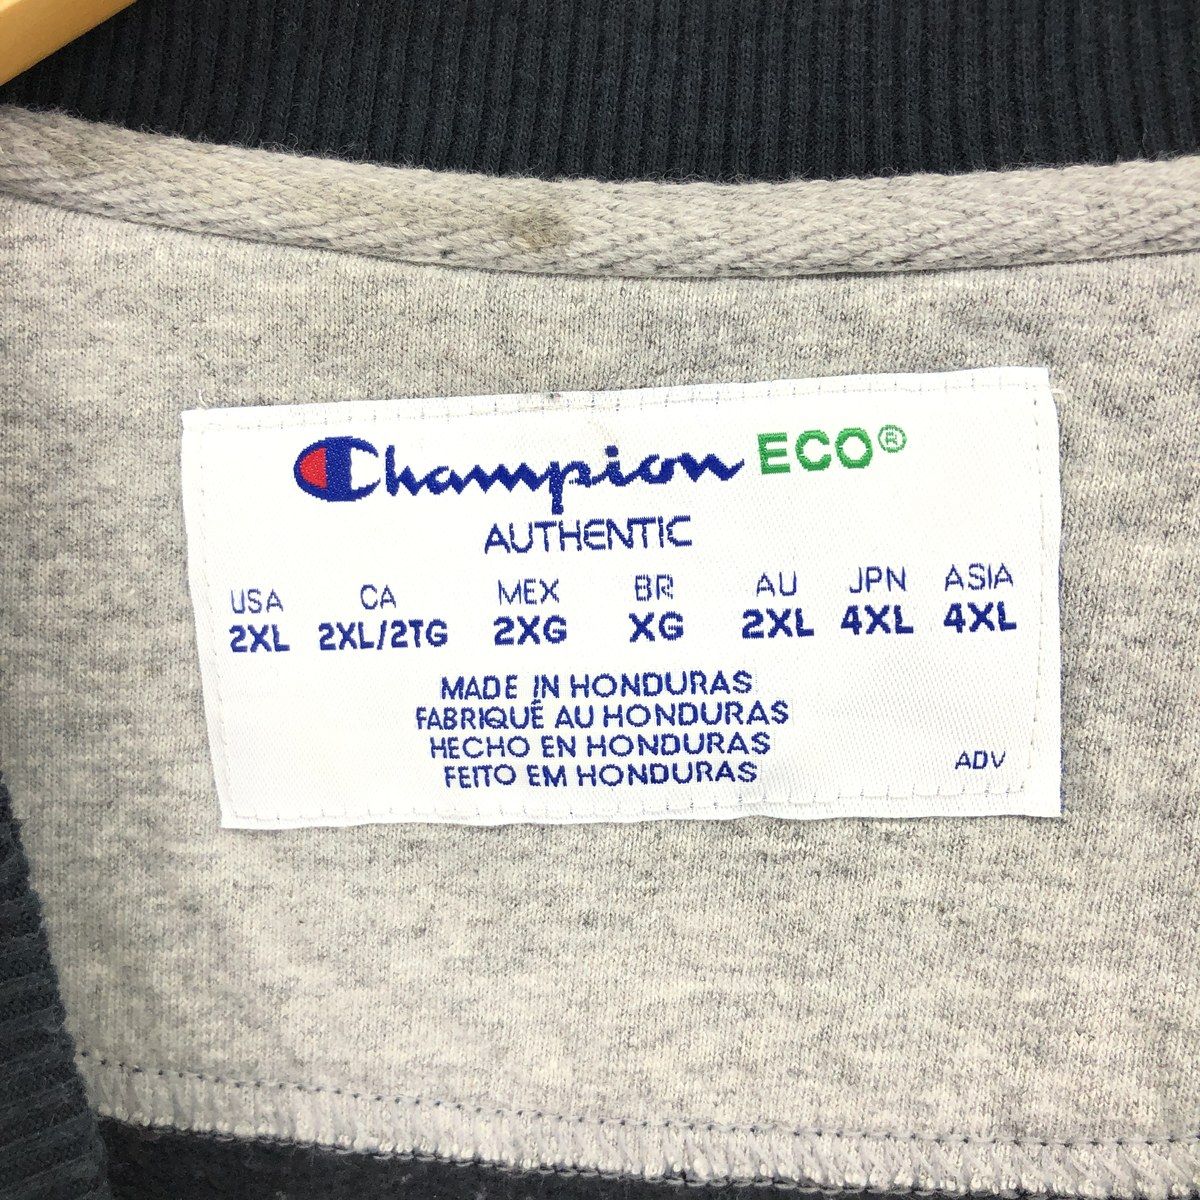 Champion ECO®
AUTHENTIC
USA CA MEX BR AU JPN ASIA
2XL 2XL/2TG 2XG XG 2XL 4XL 4XL
MADE IN HONDURAS
FABRIQUÉ AU HONDURAS
HECHO EN HONDURAS
FEITO EM HONDURAS
ADV